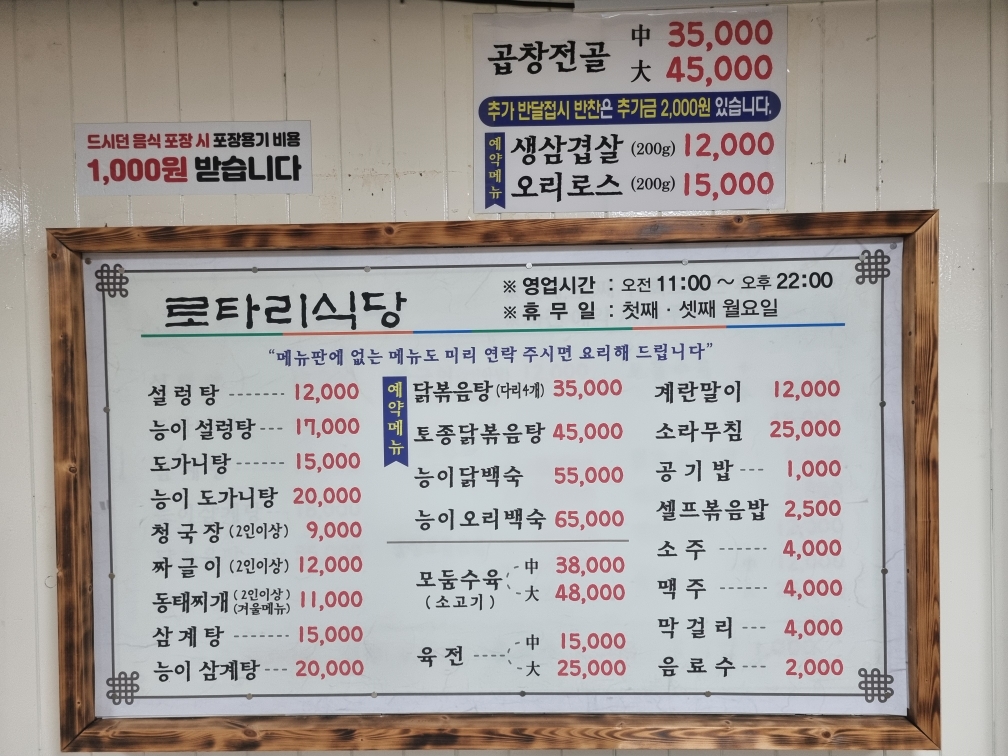 곱창전골 中 35,000
大 45,000
추가 반달접시 반찬은 추가금 2,000원 있습니다.
예약메뉴
생삼겹살 (200g) 12,000
오리로스 (200g) 15,000
드시던 음식 포장 시 포장용기 비용
1,000원 받습니다
로타리식당
※ 영업시간 : 오전 11:00 ~ 오후 22:00
※ 휴 무 일 : 첫째 · 셋째 월요일
"메뉴판에 없는 메뉴도 미리 연락 주시면 요리해 드립니다"
설렁탕 -------- 12,000
능이 설렁탕 --- 17,000
도가니탕 ------- 15,000
능이 도가니탕 20,000
청국장 (2인이상) 9,000
짜글이 (2인이상) 12,000
동태찌개 (2인이상) (겨울메뉴) 11,000
삼계탕 ------- 15,000
능이 삼계탕 --- 20,000
예약메뉴
닭볶음탕 (다리4개) 35,000
토종닭볶음탕 45,000
능이닭백숙 55,000
능이오리백숙 65,000
모둠수육 (소고기) 中 38,000
大 48,000
육전 ---- 中 15,000
大 25,000
계란말이 12,000
소라무침 25,000
공기밥 --- 1,000
셀프볶음밥 2,500
소주 ------ 4,000
맥주 ------ 4,000
막걸리 --- 4,000
음료수 --- 2,000